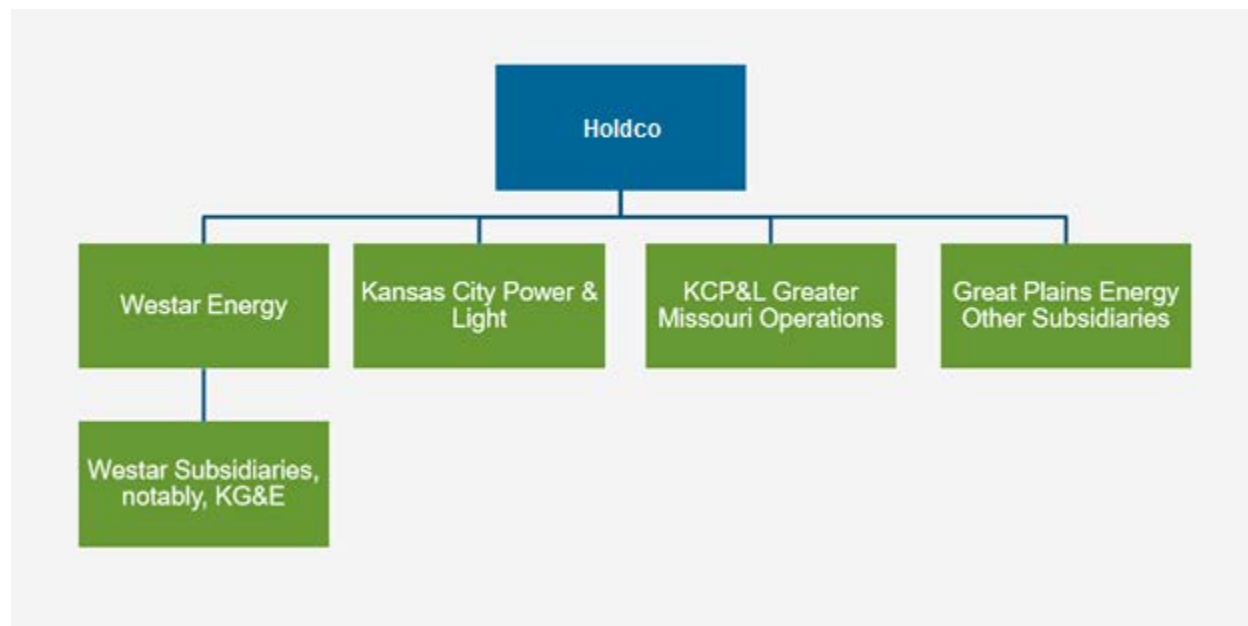 Holdco
Westar Energy
Kansas City Power &
Light
KCP&L Greater
Missouri Operations
Great Plains Energy
Other Subsidiaries
Westar Subsidiaries,
notably, KG&E